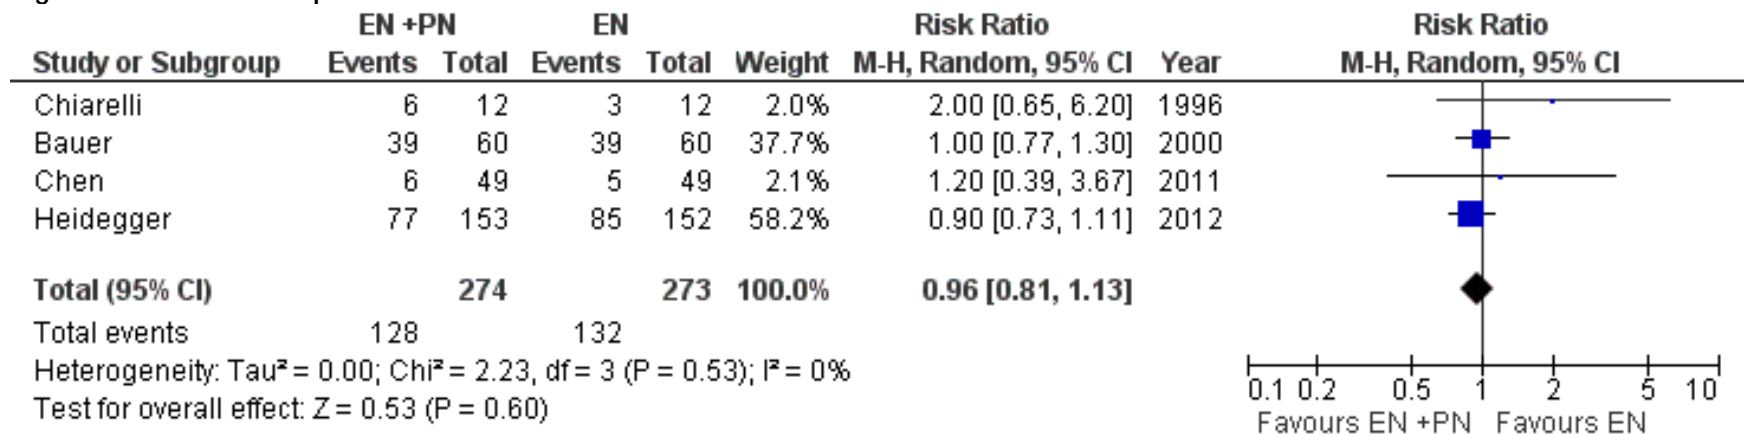 EN +PN EN Risk Ratio Risk Ratio
Study or Subgroup Events Total Events Total Weight M-H, Random, 95% CI Year M-H, Random, 95% CI
Chiarelli 6 12 3 12 2.0% 2.00 [0.65, 6.20] 1996
Bauer 39 60 39 60 37.7% 1.00 [0.77, 1.30] 2000
Chen 6 49 5 49 2.1% 1.20 [0.39, 3.67] 2011
Heidegger 77 153 85 152 58.2% 0.90 [0.73, 1.11] 2012
Total (95% CI) 274 273 100.0% 0.96 [0.81, 1.13]
Total events 128 132
Heterogeneity: Tau² = 0.00; Chi² = 2.23, df = 3 (P = 0.53); I² = 0%
Test for overall effect: Z = 0.53 (P = 0.60)
0.1 0.2 0.5 1 2 5 10
Favours EN +PN Favours EN